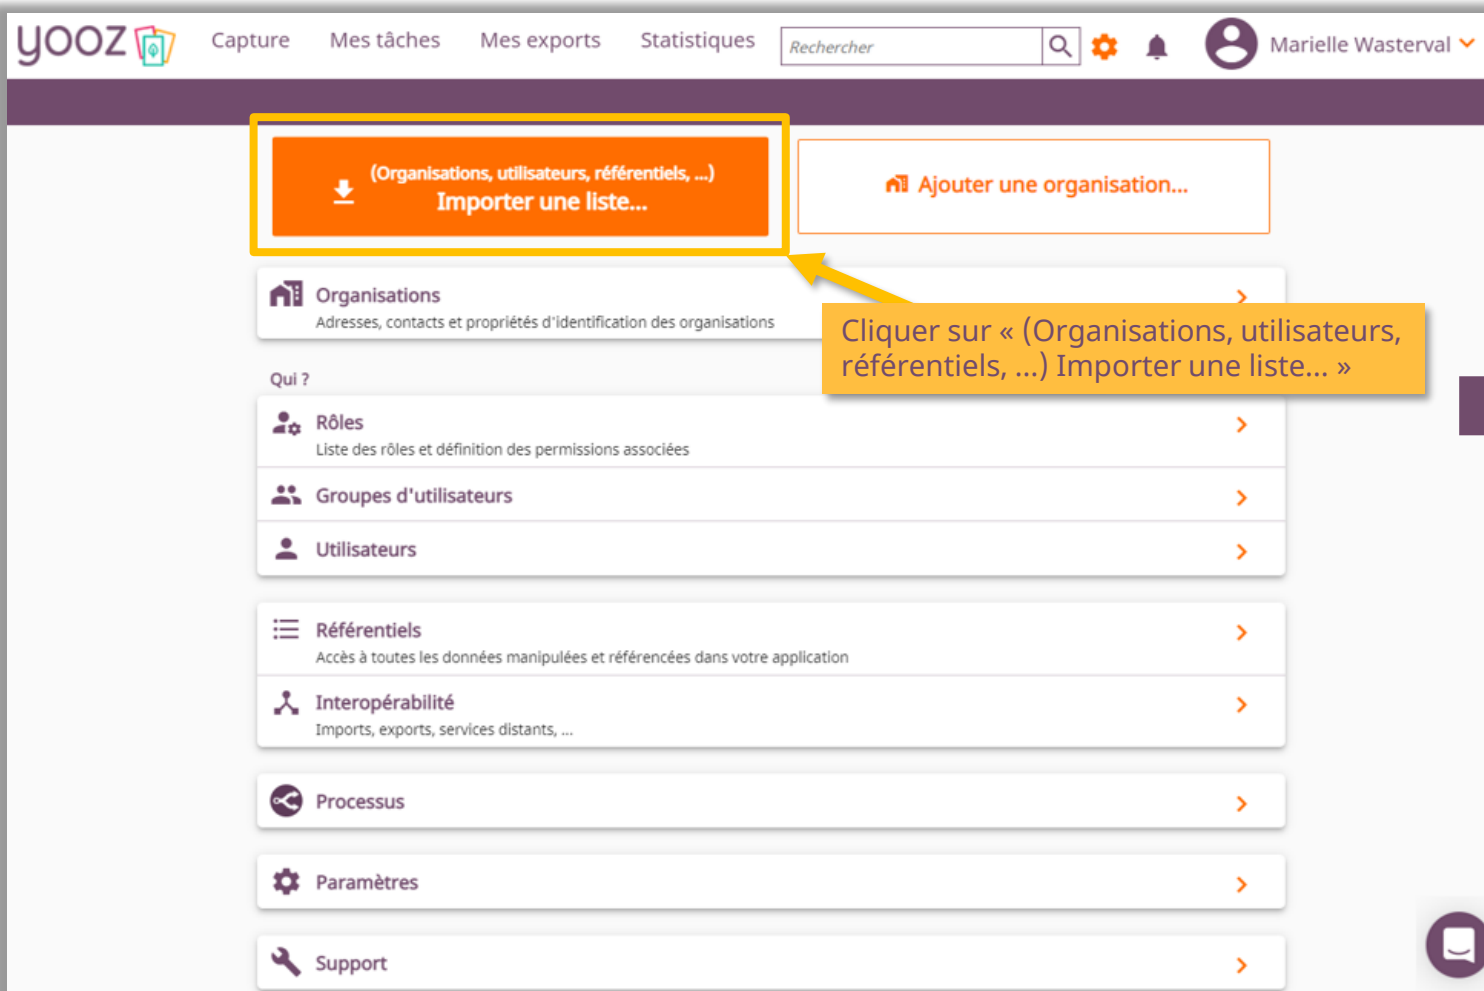 yooz
Capture Mes tâches Mes exports Statistiques Rechercher Marielle Wasterval
(Organisations, utilisateurs, référentiels, ...)
Importer une liste...
Ajouter une organisation...
Organisations
Adresses, contacts et propriétés d'identification des organisations
Cliquer sur « (Organisations, utilisateurs,
référentiels, ...) Importer une liste... »
Qui ?
Rôles
Liste des rôles et définition des permissions associées
Groupes d'utilisateurs
Utilisateurs
Référentiels
Accès à toutes les données manipulées et référencées dans votre application
Interopérabilité
Imports, exports, services distants, ...
Processus
Paramètres
Support